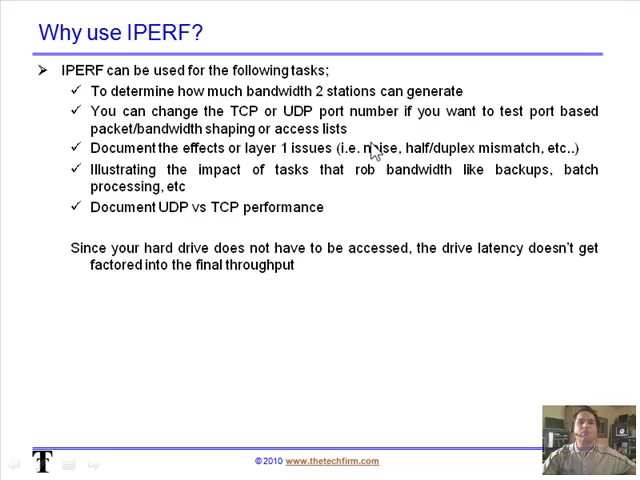 Why use IPERF?
IPERF can be used for the following tasks;
To determine how much bandwidth 2 stations can generate
You can change the TCP or UDP port number if you want to test port based
packet/bandwidth shaping or access lists
Document the effects or layer 1 issues (i.e. noise, half/duplex mismatch, etc..)
Illustrating the impact of tasks that rob bandwidth like backups, batch
processing, etc
Document UDP vs TCP performance
Since your hard drive does not have to be accessed, the drive latency doesn't get
factored into the final throughput
T
© 2010 www.thetechfirm.com